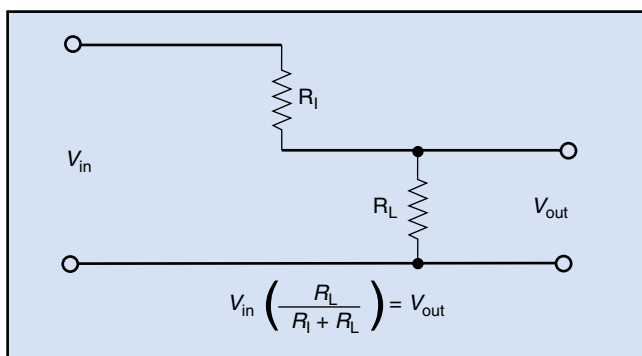 R_I
V_in
R_L
V_out
V_in (R_L / R_I + R_L) = V_out